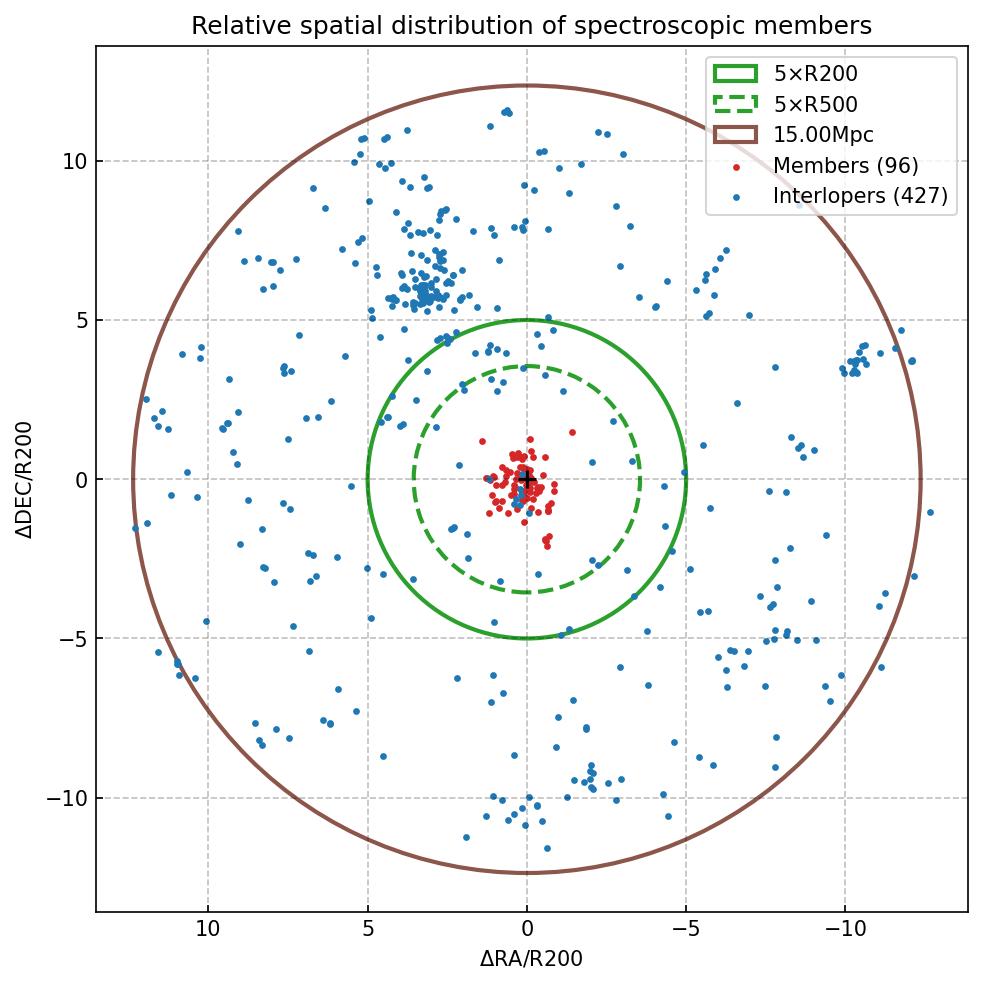 Relative spatial distribution of spectroscopic members
5×R200
5×R500
15.00Mpc
Members (96)
Interlopers (427)
10
5
0
−5
−10
ΔDEC/R200
10
5
0
−5
−10
ΔRA/R200